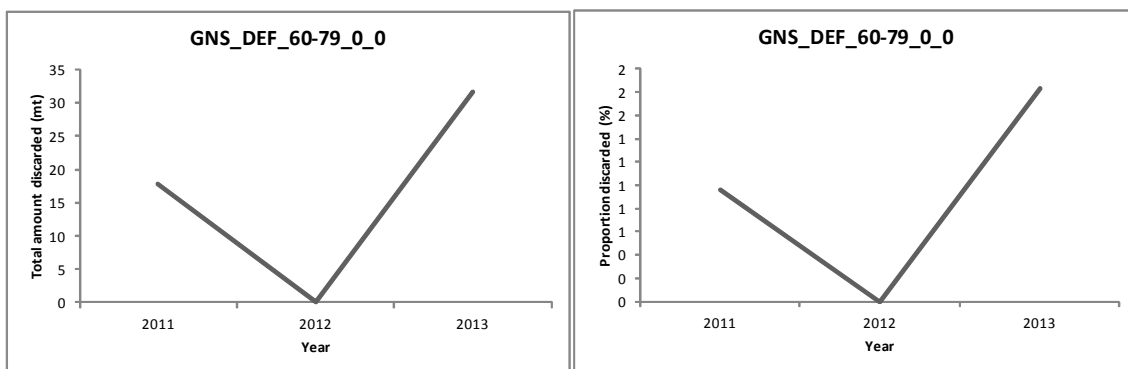 GNS_DEF_60-79_0_0
Total amount discarded (mt)
35
30
25
20
15
10
5
0
2011 2012 2013
Year
GNS_DEF_60-79_0_0
Proportion discarded (%)
2
2
2
1
1
1
1
1
0
0
0
2011 2012 2013
Year